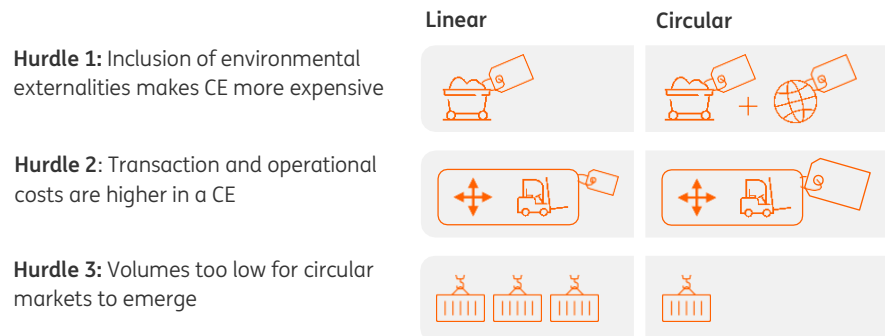 Linear
Circular
Hurdle 1: Inclusion of environmental
externalities makes CE more expensive
Hurdle 2: Transaction and operational
costs are higher in a CE
Hurdle 3: Volumes too low for circular
markets to emerge